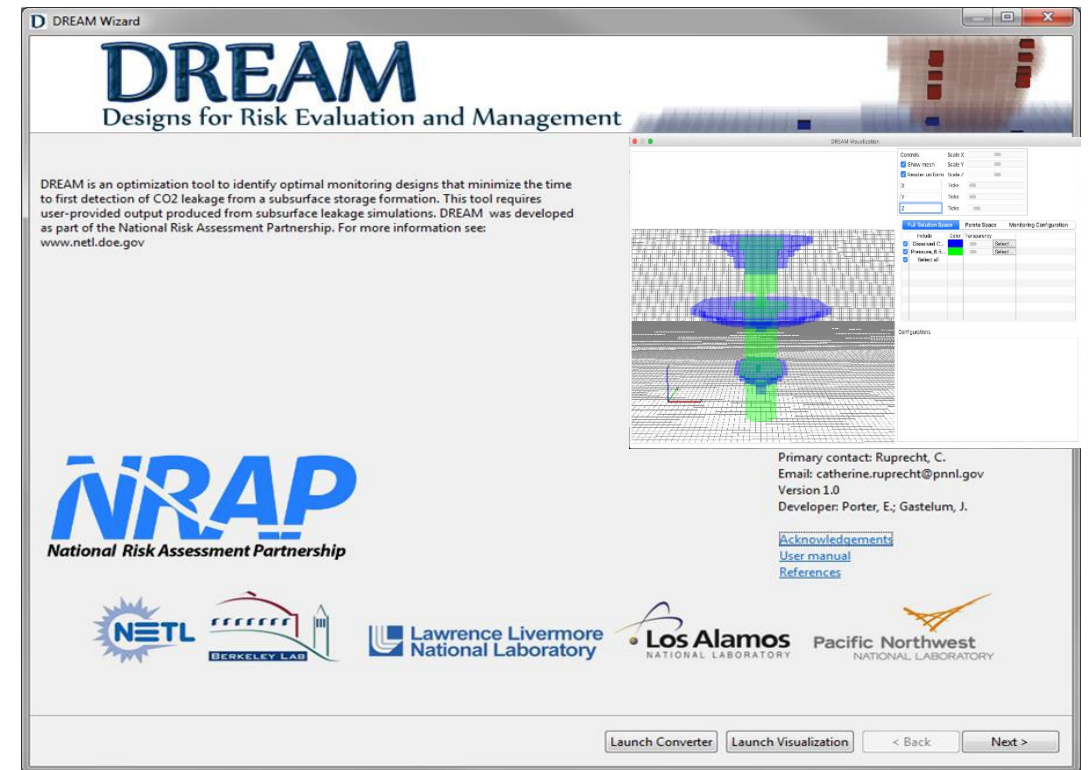 DREAM Wizard
DREAM
Designs for Risk Evaluation and Management
DREAM is an optimization tool to identify optimal monitoring designs that minimize the time
to first detection of CO2 leakage from a subsurface storage formation. This tool requires
user-provided output produced from subsurface leakage simulations. DREAM was developed
as part of the National Risk Assessment Partnership. For more information see:
www.netl.doe.gov
DREAM Visualization
Controls Scale X
Show mesh Scale Y
Render uniform Scale Z
X Ticks
Y Ticks
Z Ticks
Full Solution Space Pareto Space Monitoring Configuration
Include Color Transparency
Dissolved C... Select...
Pressure_8.5... Select...
Select all
Configurations
Primary contact: Ruprecht, C.
Email: catherine.ruprecht@pnnl.gov
Version 1.0
Developer: Porter, E.; Gastelum, J.
Acknowledgements
User manual
References
NRAP
National Risk Assessment Partnership
NETL
BERKELEY LAB
Lawrence Livermore
National Laboratory
Los Alamos
NATIONAL LABORATORY
Pacific Northwest
NATIONAL LABORATORY
Launch Converter Launch Visualization < Back Next >